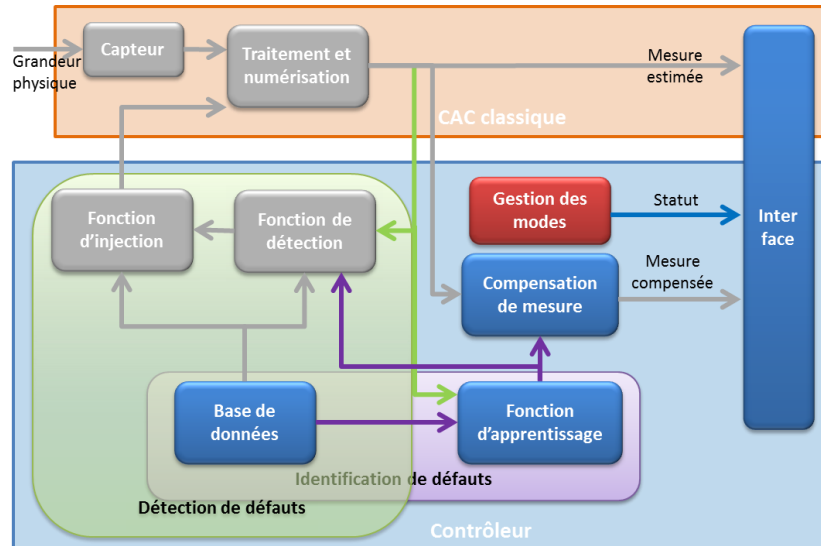 Grandeur
physique
Capteur
Traitement et
numérisation
Mesure
estimée
CAC classique
Fonction
d'injection
Fonction de
détection
Gestion des
modes
Statut
Inter
face
Compensation
de mesure
Mesure
compensée
Base de
données
Fonction
d'apprentissage
Identification de défauts
Détection de défauts
Contrôleur